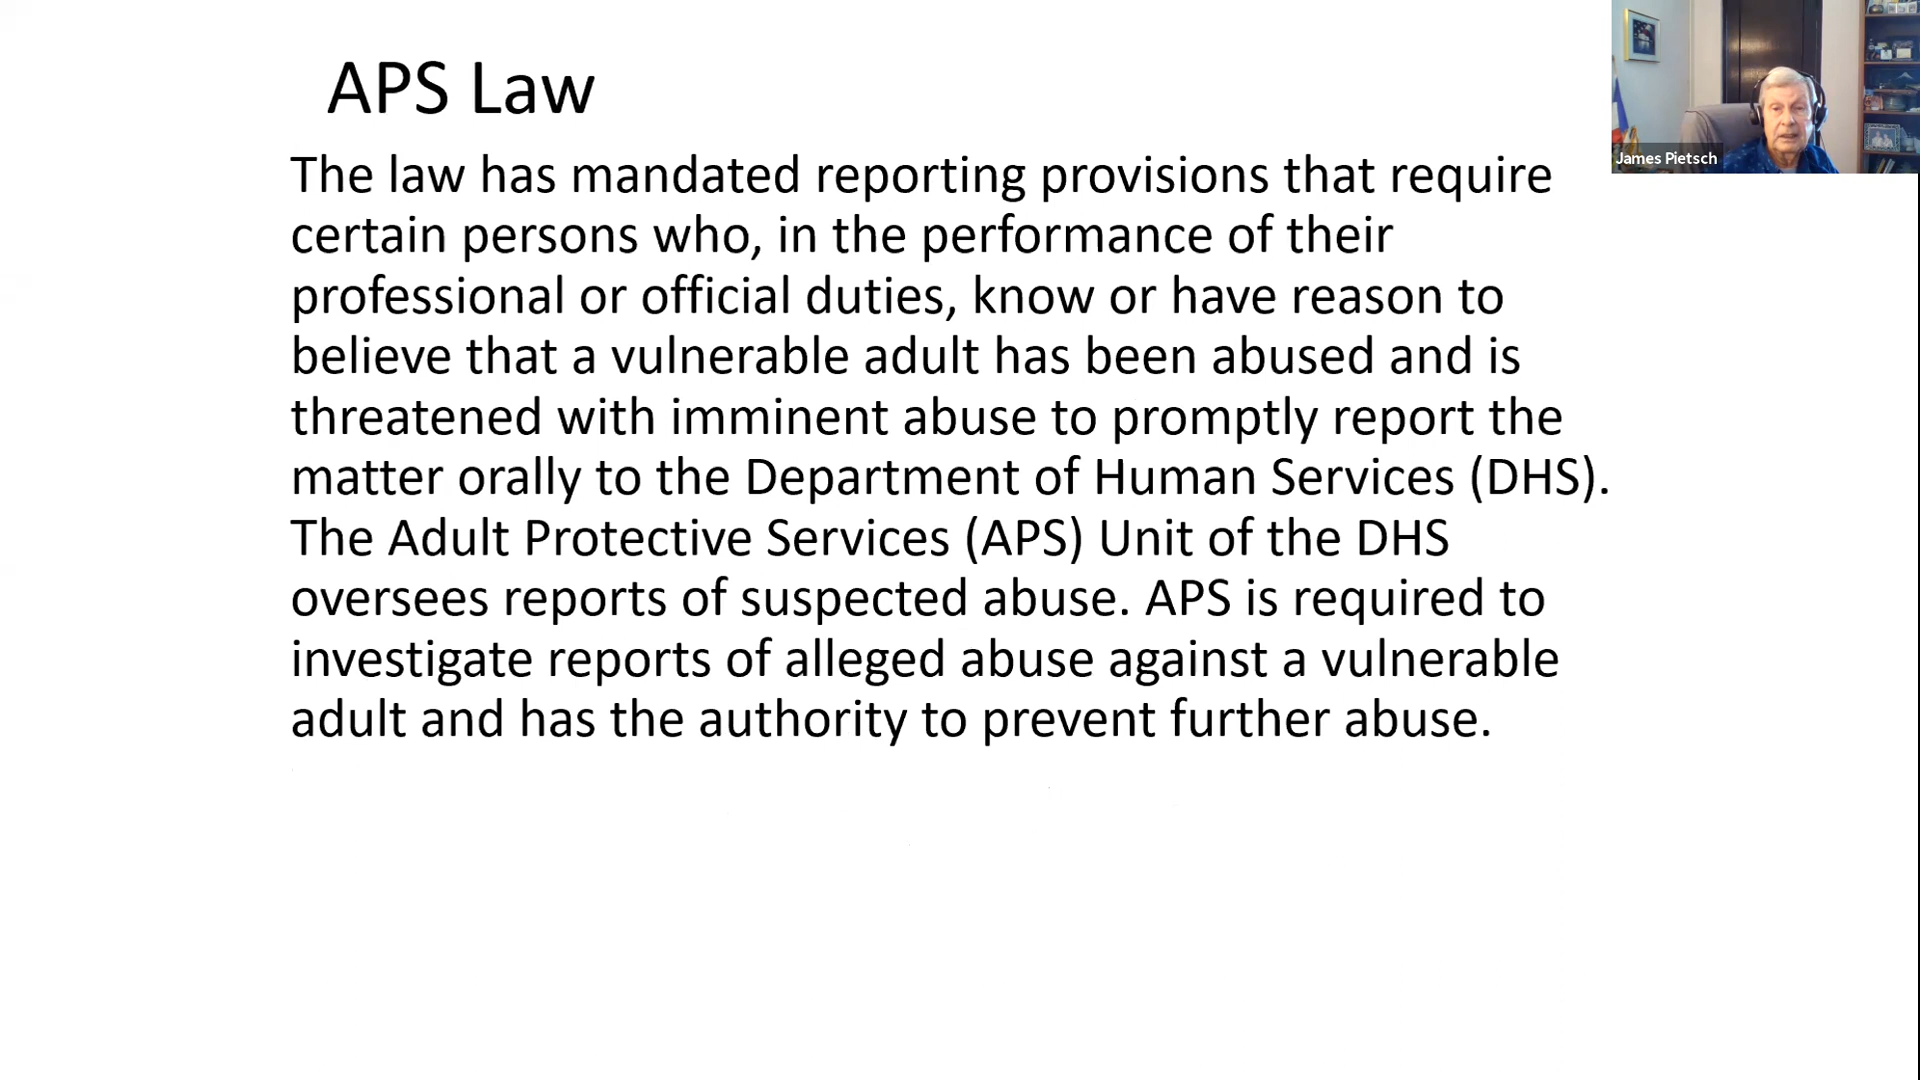 APS Law
The law has mandated reporting provisions that require
certain persons who, in the performance of their
professional or official duties, know or have reason to
believe that a vulnerable adult has been abused and is
threatened with imminent abuse to promptly report the
matter orally to the Department of Human Services (DHS).
The Adult Protective Services (APS) Unit of the DHS
oversees reports of suspected abuse. APS is required to
investigate reports of alleged abuse against a vulnerable
adult and has the authority to prevent further abuse.
James Pietsch